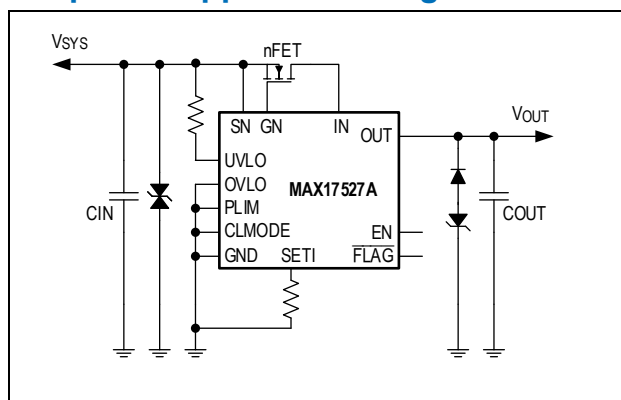 VSYS
nFET
SN GN IN
OUT
VOUT
UVLO
OVLO
MAX17527A
PLIM
CIN
COUT
CLMODE
EN
GND SETI
FLAG